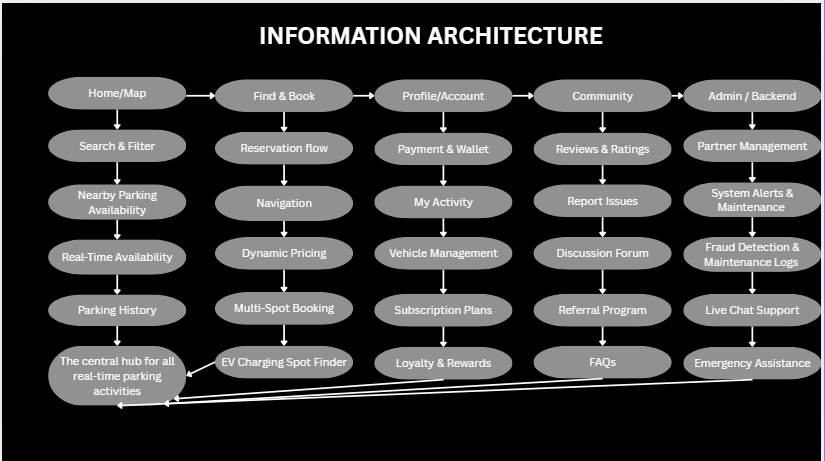 INFORMATION ARCHITECTURE
Home/Map
Find & Book
Profile/Account
Community
Admin / Backend
Search & Filter
Reservation flow
Payment & Wallet
Reviews & Ratings
Partner Management
Nearby Parking
Availability
Navigation
My Activity
Report Issues
System Alerts &
Maintenance
Real-Time Availability
Dynamic Pricing
Vehicle Management
Discussion Forum
Fraud Detection &
Maintenance Logs
Parking History
Multi-Spot Booking
Subscription Plans
Referral Program
Live Chat Support
The central hub for all
real-time parking
activities
EV Charging Spot Finder
Loyalty & Rewards
FAQs
Emergency Assistance